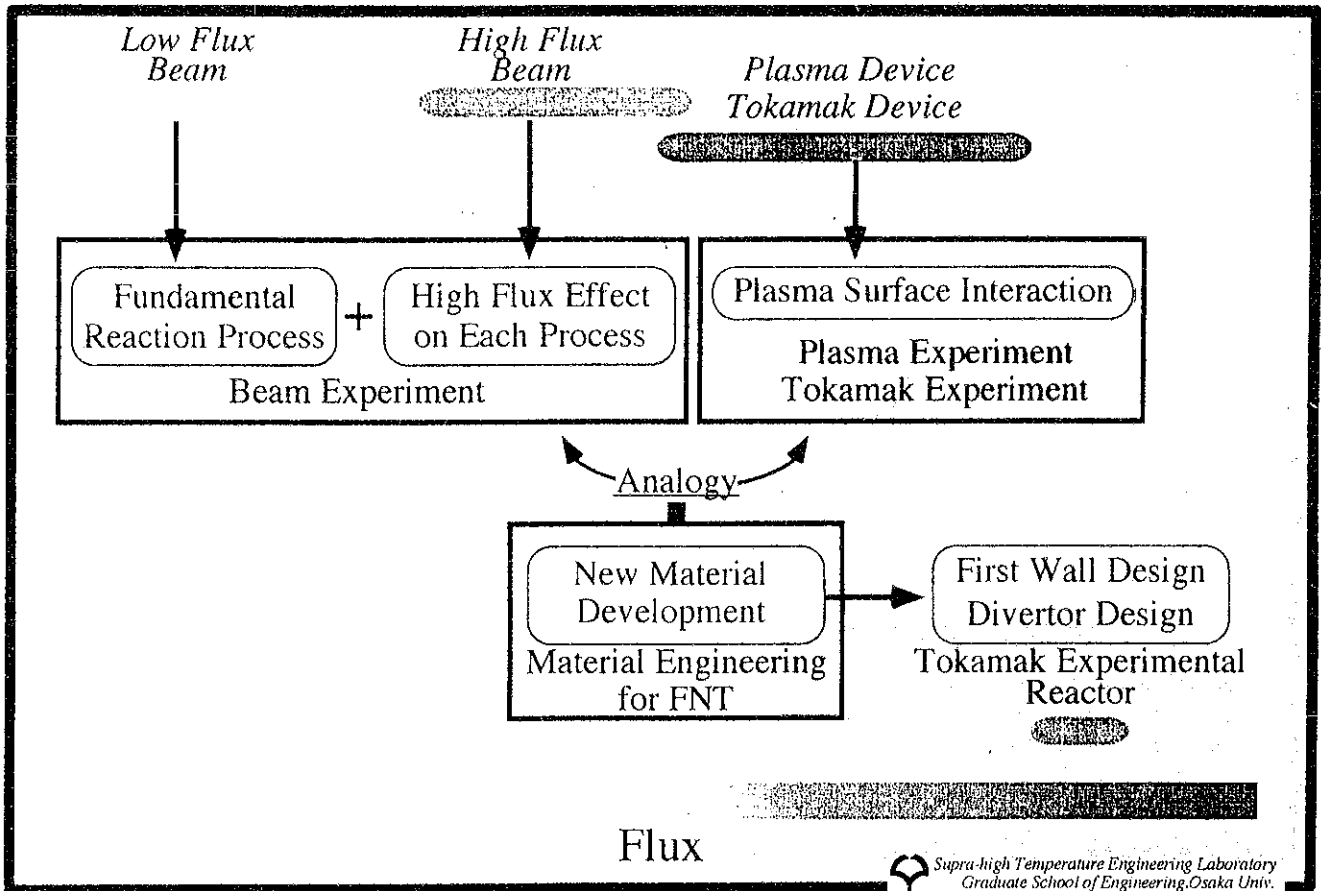 Low Flux
Beam
High Flux
Beam
Plasma Device
Tokamak Device
Fundamental
Reaction Process
+
High Flux Effect
on Each Process
Beam Experiment
Plasma Surface Interaction
Plasma Experiment
Tokamak Experiment
Analogy
New Material
Development
Material Engineering
for FNT
First Wall Design
Divertor Design
Tokamak Experimental
Reactor
Flux
Supra-high Temperature Engineering Laboratory
Graduate School of Engineering,Osaka Univ.